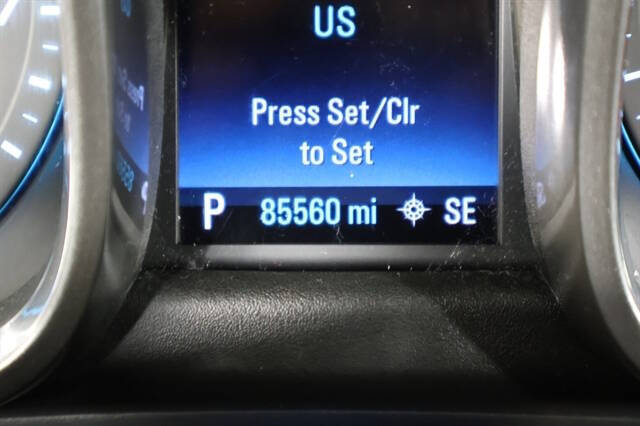 US
Press Set/Clr
to Set
P 85560 mi SE